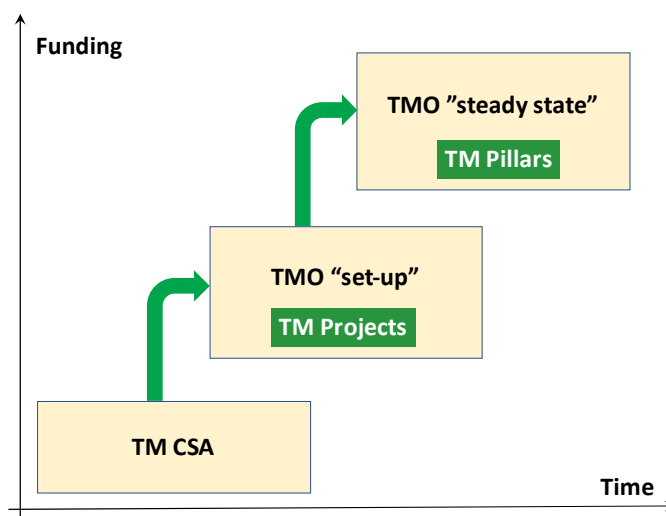 Funding
TMO ”steady state”
TM Pillars
TMO “set-up”
TM Projects
TM CSA
Time